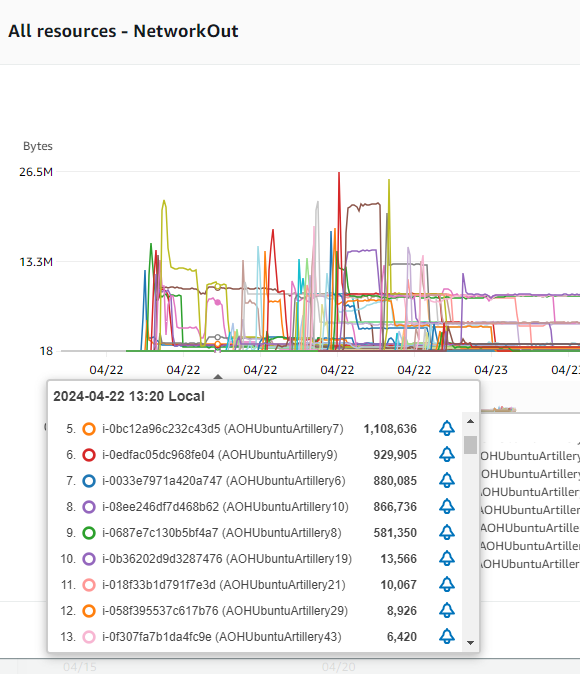 All resources - NetworkOut
Bytes
26.5M
13.3M
18
04/22 04/22 04/22 04/22 04/22 04/23 04/23
2024-04-22 13:20 Local
5. i-0bc12a96c232c43d5 (AOHUbuntuArtillery7) 1,108,636
6. i-0edfac05dc968fe04 (AOHUbuntuArtillery9) 929,905
7. i-0033e7971a420a747 (AOHUbuntuArtillery6) 880,085
8. i-08ee246df7d468b62 (AOHUbuntuArtillery10) 866,736
9. i-0687e7c130b5bf4a7 (AOHUbuntuArtillery8) 581,350
10. i-0b36202d9d3287476 (AOHUbuntuArtillery19) 13,566
11. i-018f33b1d791f7e3d (AOHUbuntuArtillery21) 10,067
12. i-058f395537c617b76 (AOHUbuntuArtillery29) 8,926
13. i-0f307fa7b1da4fc9e (AOHUbuntuArtillery43) 6,420
AOHUbuntuArtiller
AOHUbuntuArtiller
AOHUbuntuArtiller
AOHUbuntuArtiller
AOHUbuntuArtiller
AOHUbuntuArtiller
AOHUbuntuArtiller
04/15 04/20